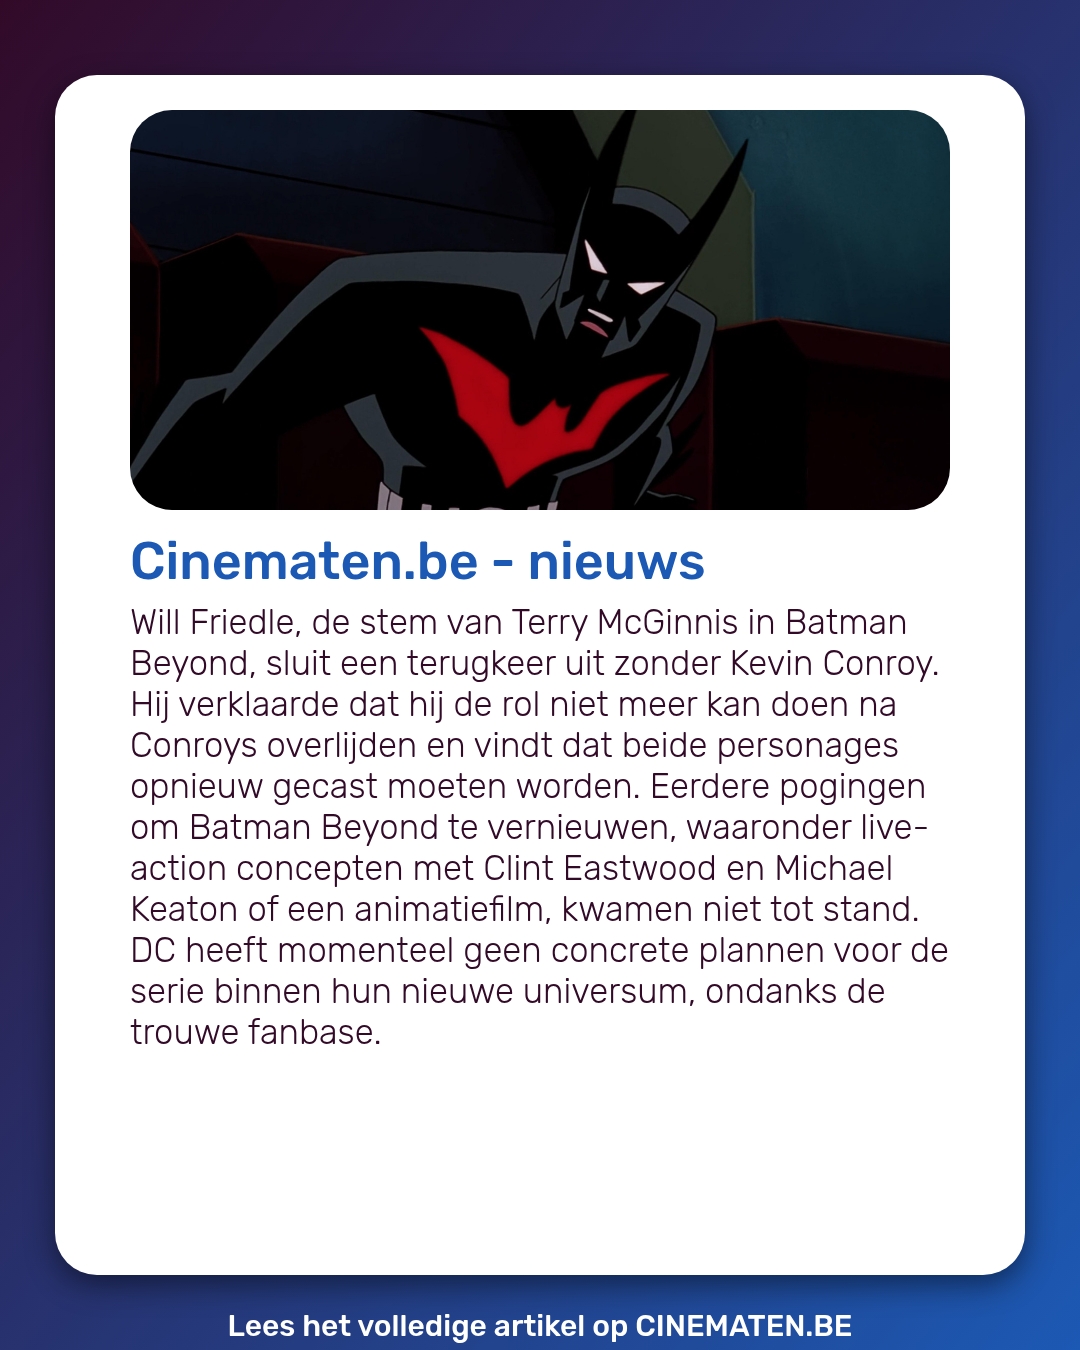 Cinematen.be - nieuws
Will Friedle, de stem van Terry McGinnis in Batman
Beyond, sluit een terugkeer uit zonder Kevin Conroy.
Hij verklaarde dat hij de rol niet meer kan doen na
Conroys overlijden en vindt dat beide personages
opnieuw gecast moeten worden. Eerdere pogingen
om Batman Beyond te vernieuwen, waaronder live-
action concepten met Clint Eastwood en Michael
Keaton of een animatiefilm, kwamen niet tot stand.
DC heeft momenteel geen concrete plannen voor de
serie binnen hun nieuwe universum, ondanks de
trouwe fanbase.
Lees het volledige artikel op CINEMATEN.BE